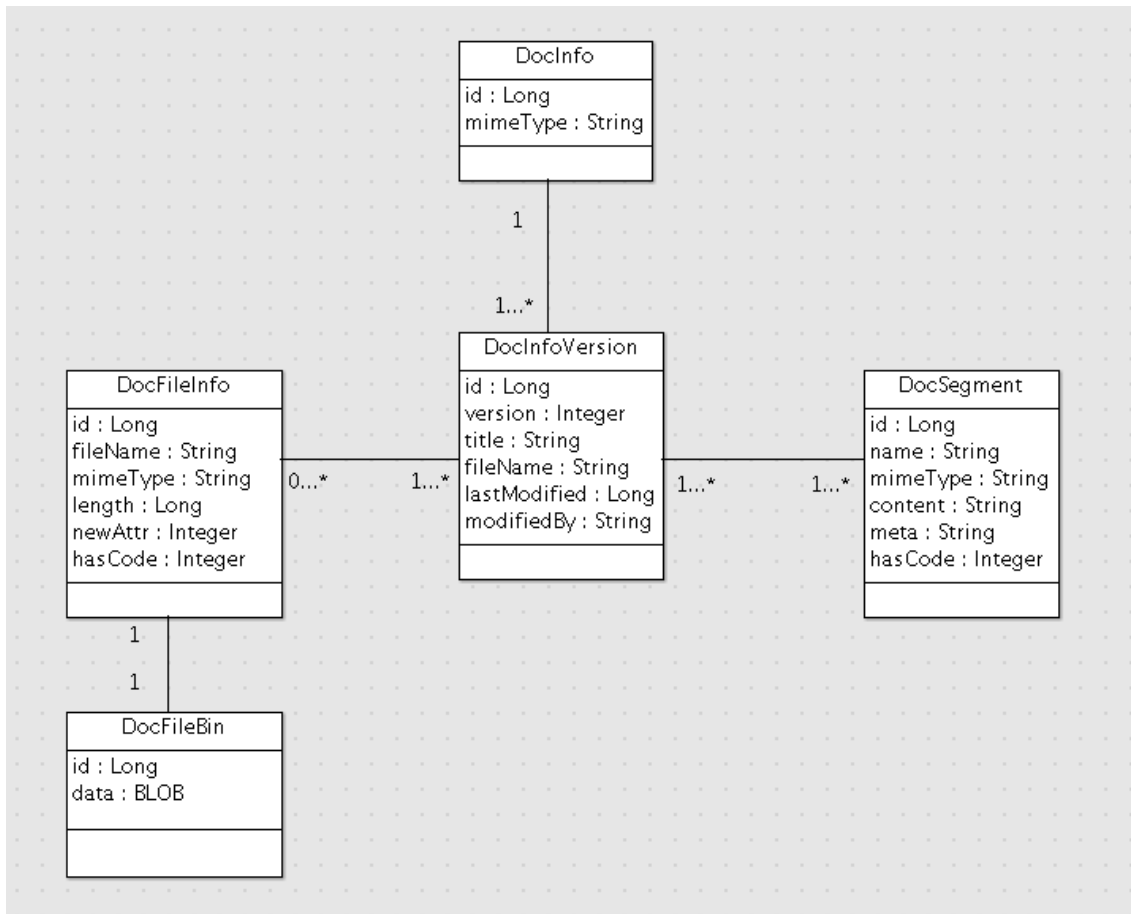 DocInfo
id : Long
mimeType : String
1
1...*
DocInfoVersion
id : Long
version : Integer
title : String
fileName : String
lastModified : Long
modifiedBy : String
DocFileInfo
id : Long
fileName : String
mimeType : String
length : Long
newAttr : Integer
hasCode : Integer
0...*
1...*
1...*
1...*
DocSegment
id : Long
name : String
mimeType : String
content : String
meta : String
hasCode : Integer
1
1
DocFileBin
id : Long
data : BLOB